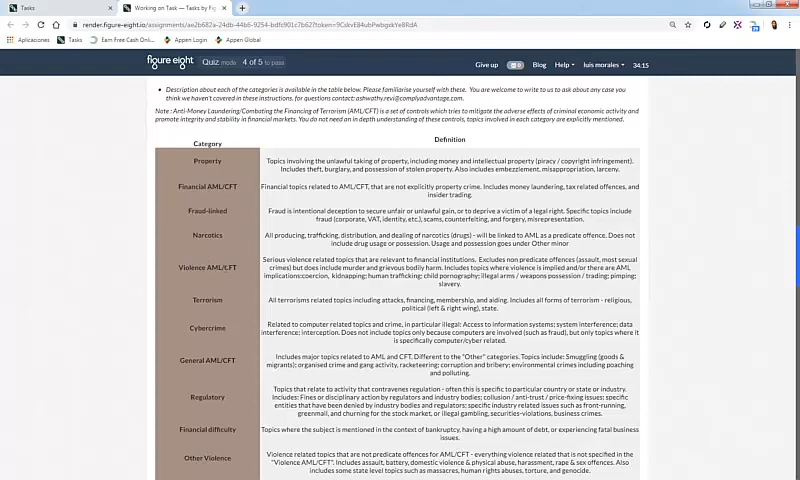 Tasks
Working on Task — Tasks by Fig
render.figure-eight.io/assignments/
Aplicaciones
Tasks
Earn Free Cash Onli...
Appen Login
Appen Global
figure eight
Quiz mode
4 of 5 to pass
Give up
Blog
Help
luis morales
34:15
Description about each of the categories is available in the table below. Please familiarise yourself with these. You are welcome to write to us to ask about any case you
think we haven't covered in these instructions. for questions contact: ashwathy.revi@complyadvantage.com.
Note : Anti-Money Laundering/Combating the Financing of Terrorism (AML/CFT) is a set of controls which tries to mitigate the adverse effects of criminal economic activity and
promote integrity and stability in financial markets. You do not need an in depth understanding of these controls, topics involved in each category are explicitly mentioned.
Category
Definition
Property
Topics involving the unlawful taking of property, including money and intellectual property (piracy / copyright infringement).
Includes theft, burglary, and possession of stolen property. Also includes embezzlement, misappropriation, larceny.
Financial AML/CFT
Financial topics related to AML/CFT, that are not explicitly property crime. Includes money laundering, tax related offences, and
insider trading.
Fraud-linked
Fraud is intentional deception to secure unfair or unlawful gain, or to deprive a victim of a legal right. Specific topics include
fraud (corporate, VAT, identity, etc.), scams, counterfeiting, and forgery, misrepresentation.
Narcotics
All producing, trafficking, distribution, and dealing of narcotics (drugs) - will be linked to AML as a predicate offence. Does not
include drug usage or possession. Usage and possession goes under Other minor
Violence AML/CFT
Serious violence related topics that are relevant to financial institutions. Excludes non predicate offences (assault, most sexual
crimes) but does include murder and grievous bodily harm. Includes topics where violence is implied and/or there are AML
implications:coercion, kidnapping; human trafficking; child pornography; illegal arms / weapons possession / trading; pimping;
slavery.
Terrorism
All terrorisms related topics including attacks, financing, membership, and aiding. Includes all forms of terrorism - religious,
political (left & right wing), state.
Cybercrime
Related to computer related topics and crime, in particular illegal: Access to information systems; system interference; data
interference; interception. Does not include topics only because computers are involved (such as fraud), but only topics where it
is specifically computer/cyber related.
General AML/CFT
Includes major topics related to AML and CFT. Different to the "Other" categories. Topics include: Smuggling (goods &
migrants); organised crime and gang activity, racketeering; corruption and bribery; environmental crimes including poaching
and polluting.
Regulatory
Topics that relate to activity that contravenes regulation - often this is specific to particular country or state or industry.
Includes: Fines or disciplinary action by regulators and industry bodies; collusion / anti-trust / price-fixing issues; specific
entities that have been denied by industry bodies and regulators; specific industry related issues such as front-running,
greenmail, and churning for the stock market, or illegal gambling, securities-violations, business crimes.
Financial difficulty
Topics where the subject is mentioned in the context of bankruptcy, having a high amount of debt, or experiencing fatal business
issues.
Other Violence
Violence related topics that are not predicate offences for AML/CFT - everything violence related that is not specified in the
"Violence AML/CFT". Includes assault, battery, domestic violence & physical abuse, harassment, rape & sex offences. Also
includes some state level topics such as massacres, human rights abuses, torture, and genocide.